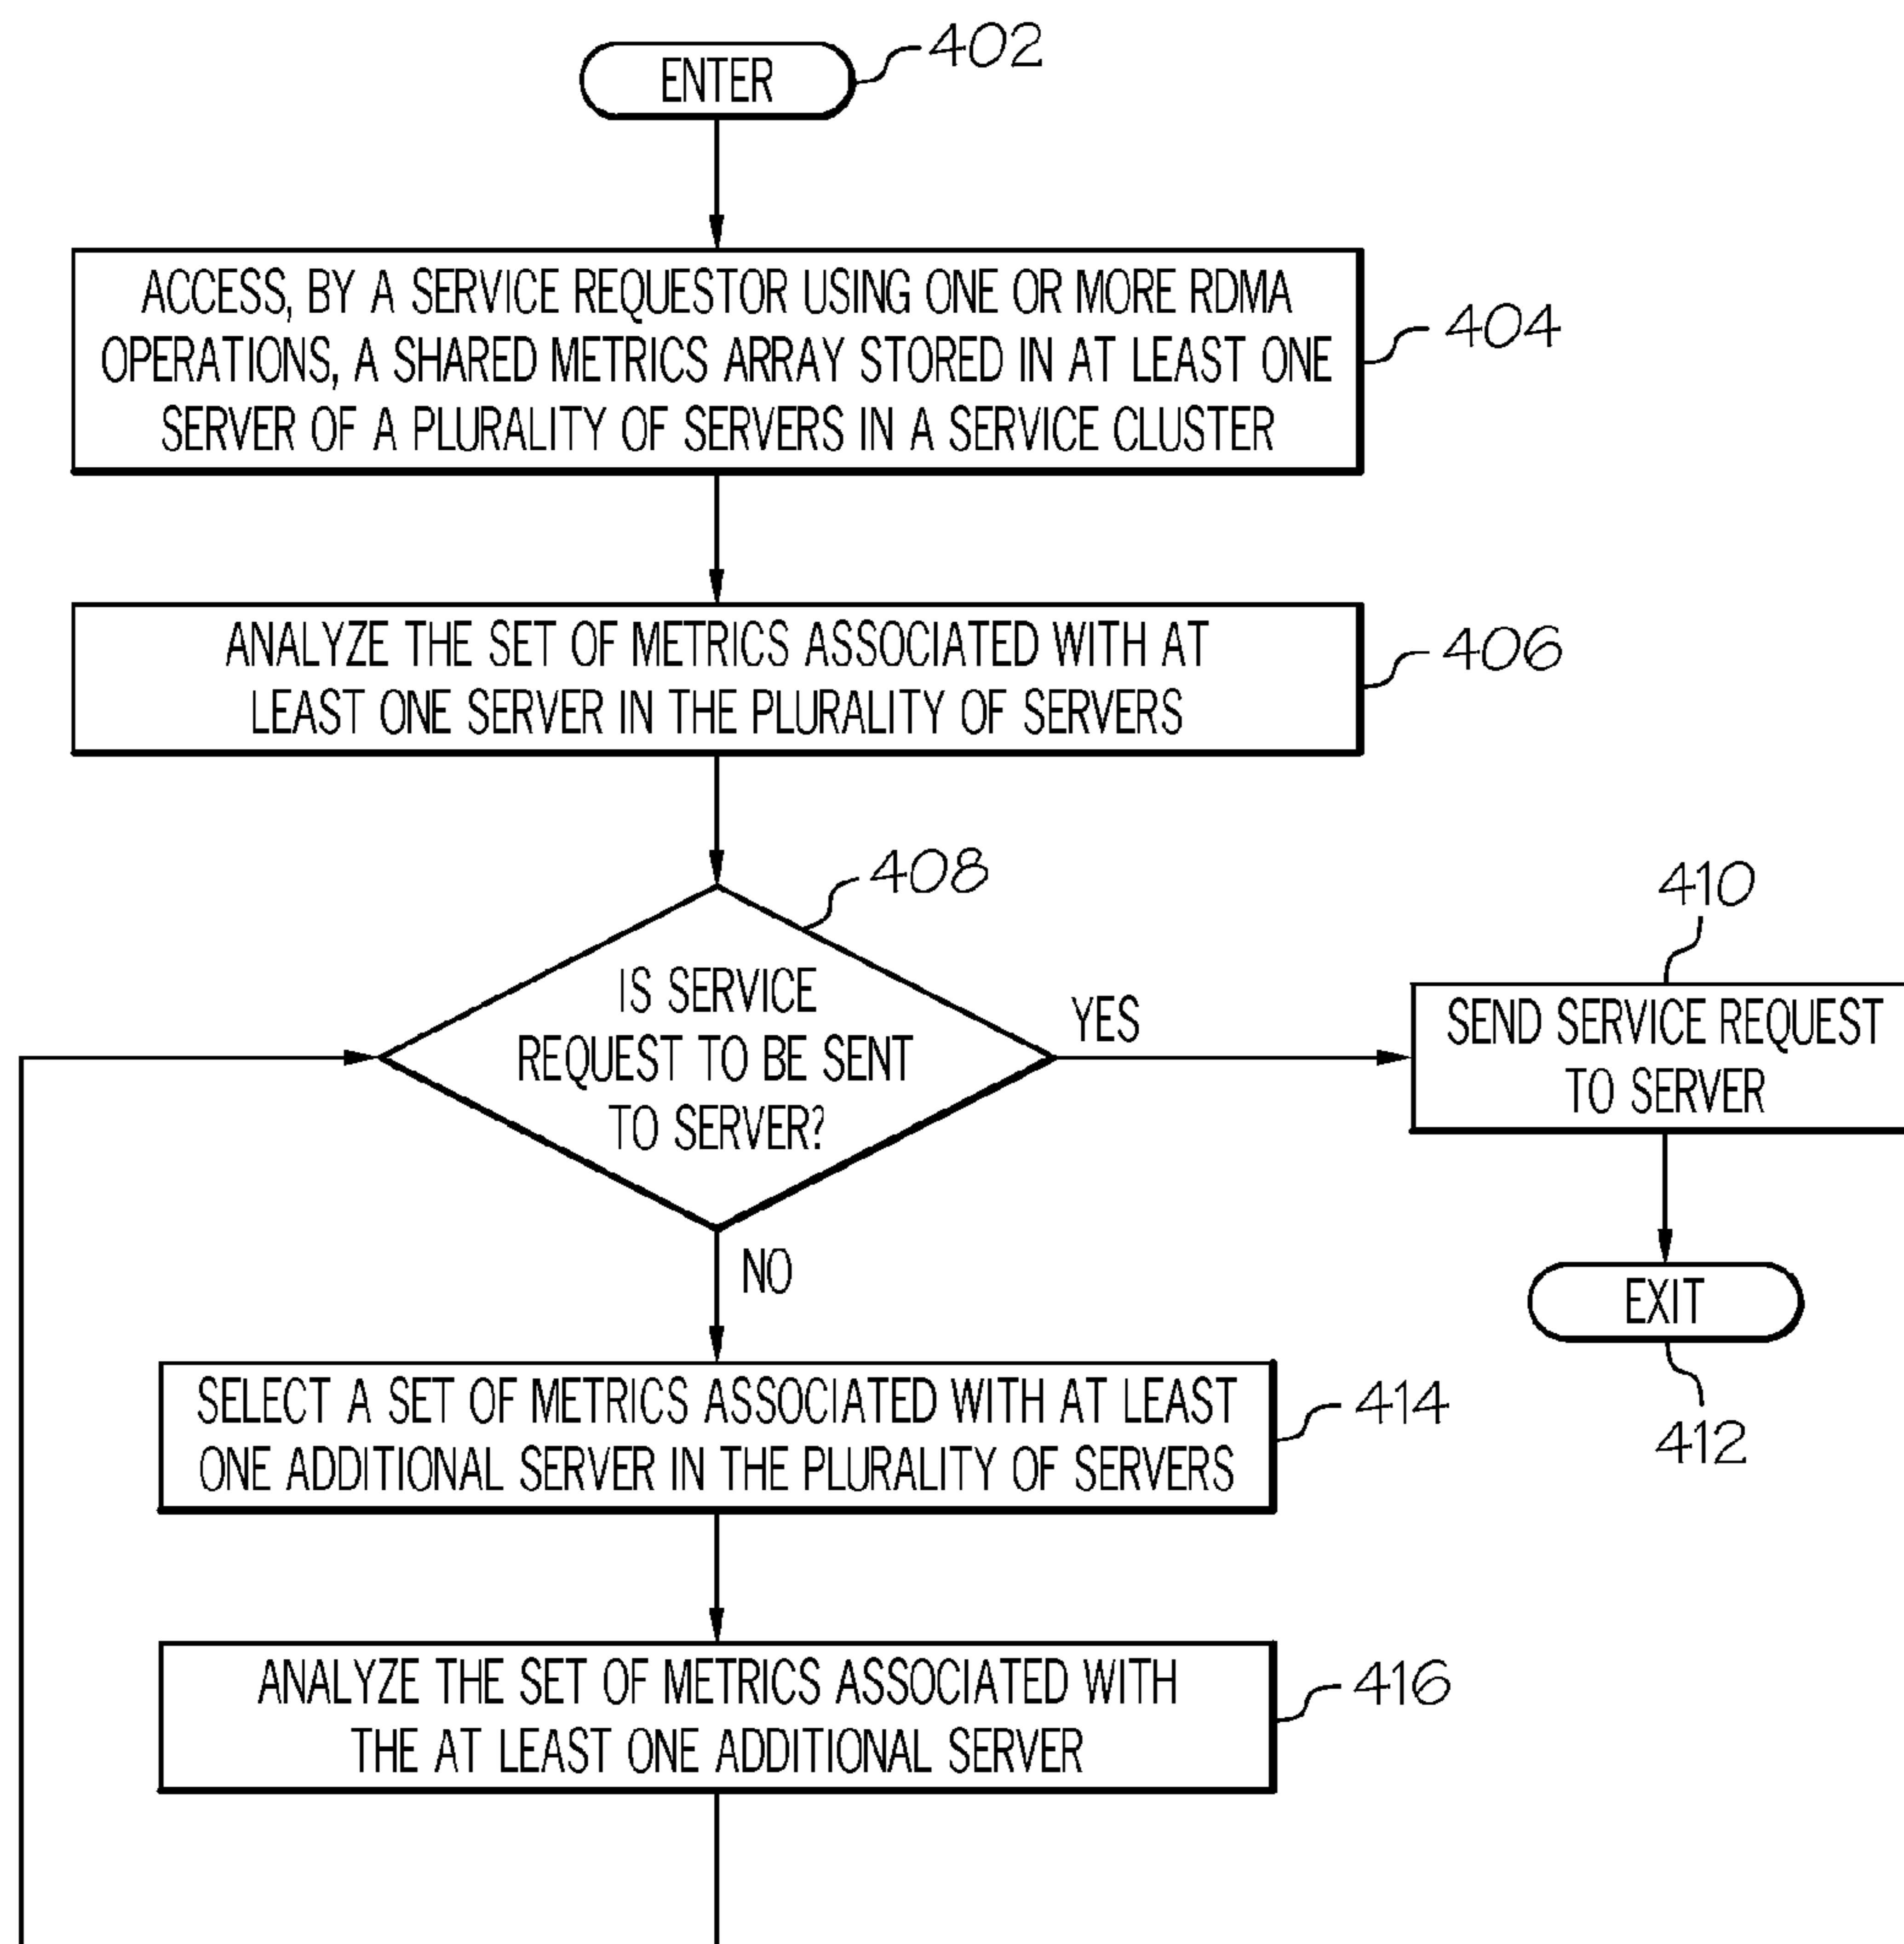 402
ENTER
ACCESS, BY A SERVICE REQUESTOR USING ONE OR MORE RDMA
OPERATIONS, A SHARED METRICS ARRAY STORED IN AT LEAST ONE
SERVER OF A PLURALITY OF SERVERS IN A SERVICE CLUSTER
404
ANALYZE THE SET OF METRICS ASSOCIATED WITH AT
LEAST ONE SERVER IN THE PLURALITY OF SERVERS
406
408
IS SERVICE
REQUEST TO BE SENT
TO SERVER?
YES
410
SEND SERVICE REQUEST
TO SERVER
NO
EXIT
412
SELECT A SET OF METRICS ASSOCIATED WITH AT LEAST
ONE ADDITIONAL SERVER IN THE PLURALITY OF SERVERS
414
ANALYZE THE SET OF METRICS ASSOCIATED WITH
THE AT LEAST ONE ADDITIONAL SERVER
416